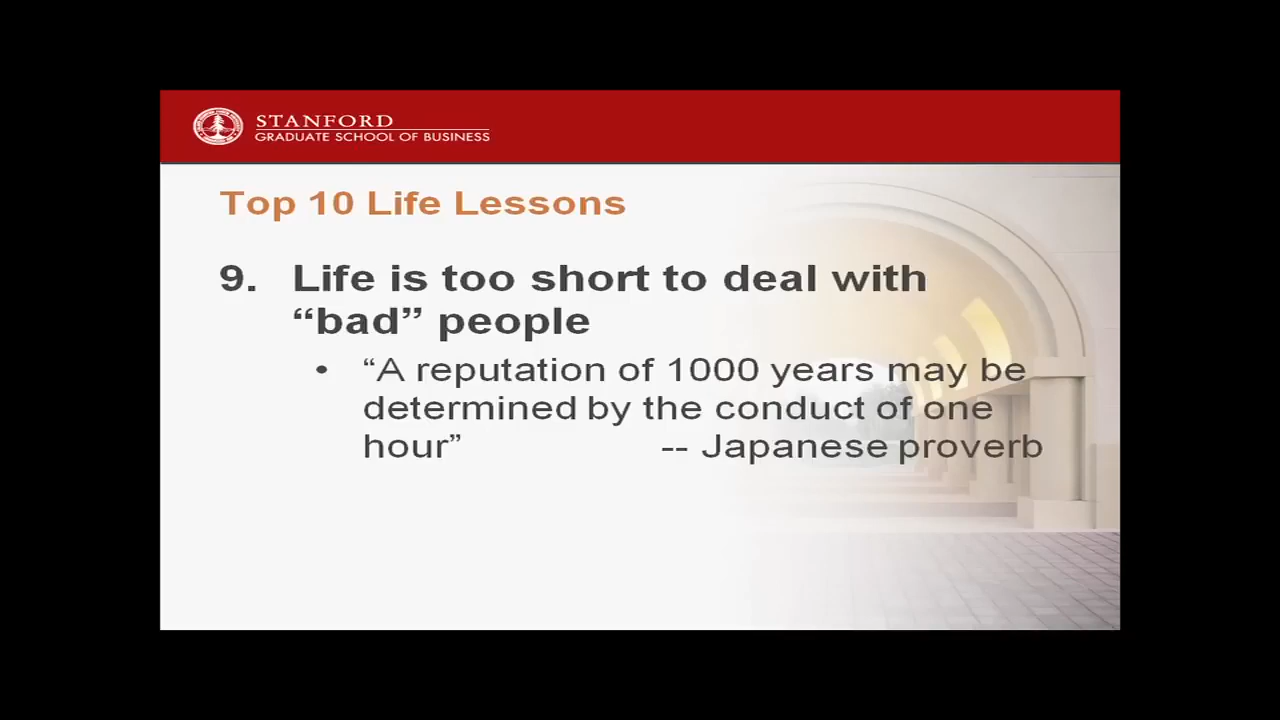 STANFORD
GRADUATE SCHOOL OF BUSINESS
Top 10 Life Lessons
9. Life is too short to deal with
“bad” people
• “A reputation of 1000 years may be
determined by the conduct of one
hour” -- Japanese proverb